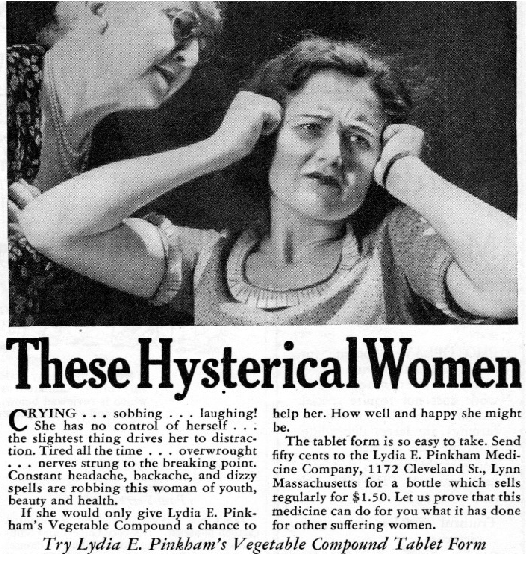 These Hysterical Women
CRYING . . . sobbing . . . laughing!
She has no control of herself . . .
the slightest thing drives her to distrac-
tion. Tired all the time . . . overwrought
. . . nerves strung to the breaking point.
Constant headache, backache, and dizzy
spells are robbing this woman of youth,
beauty and health.
If she would only give Lydia E. Pink-
ham's Vegetable Compound a chance to
help her. How well and happy she might
be.
The tablet form is so easy to take. Send
fifty cents to the Lydia E. Pinkham Medi-
cine Company, 1172 Cleveland St., Lynn
Massachusetts for a bottle which sells
regularly for $1.50. Let us prove that this
medicine can do for you what it has done
for other suffering women.
Try Lydia E. Pinkham's Vegetable Compound Tablet Form